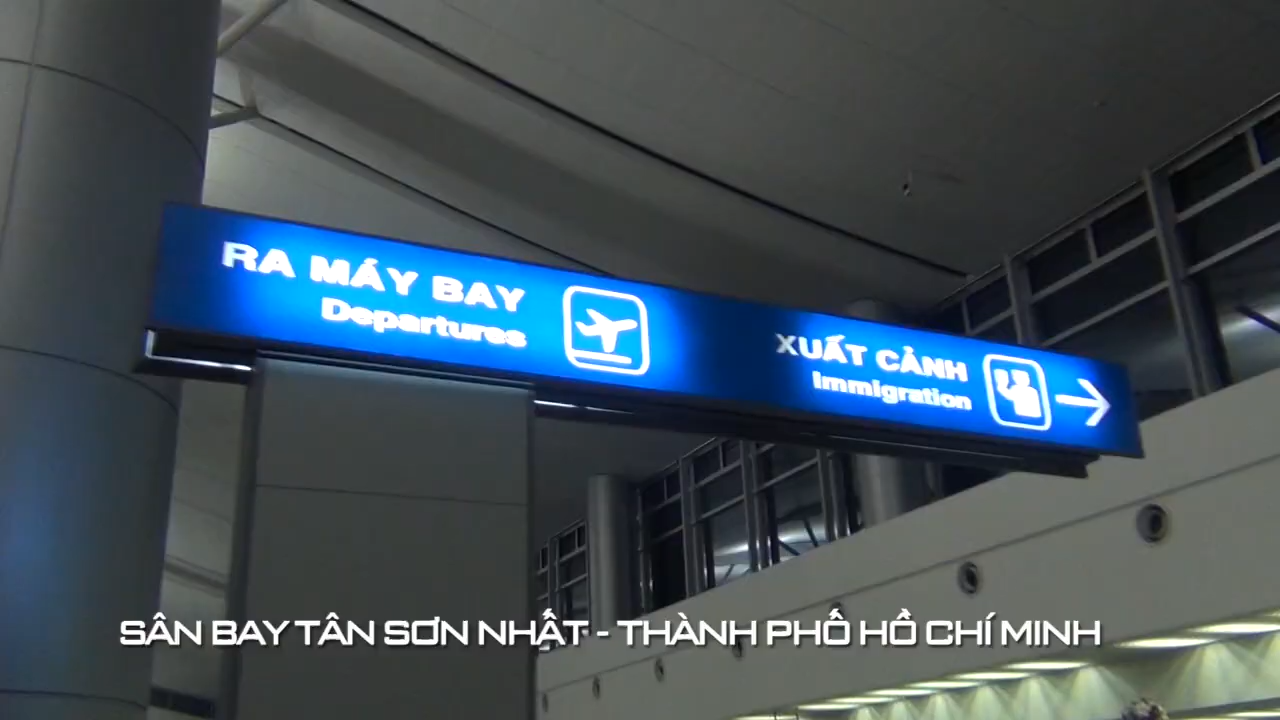 RA MÁY BAY
Departures
XUẤT CẢNH
Immigration
SÂN BAY TÂN SƠN NHẤT - THÀNH PHỐ HỒ CHÍ MINH